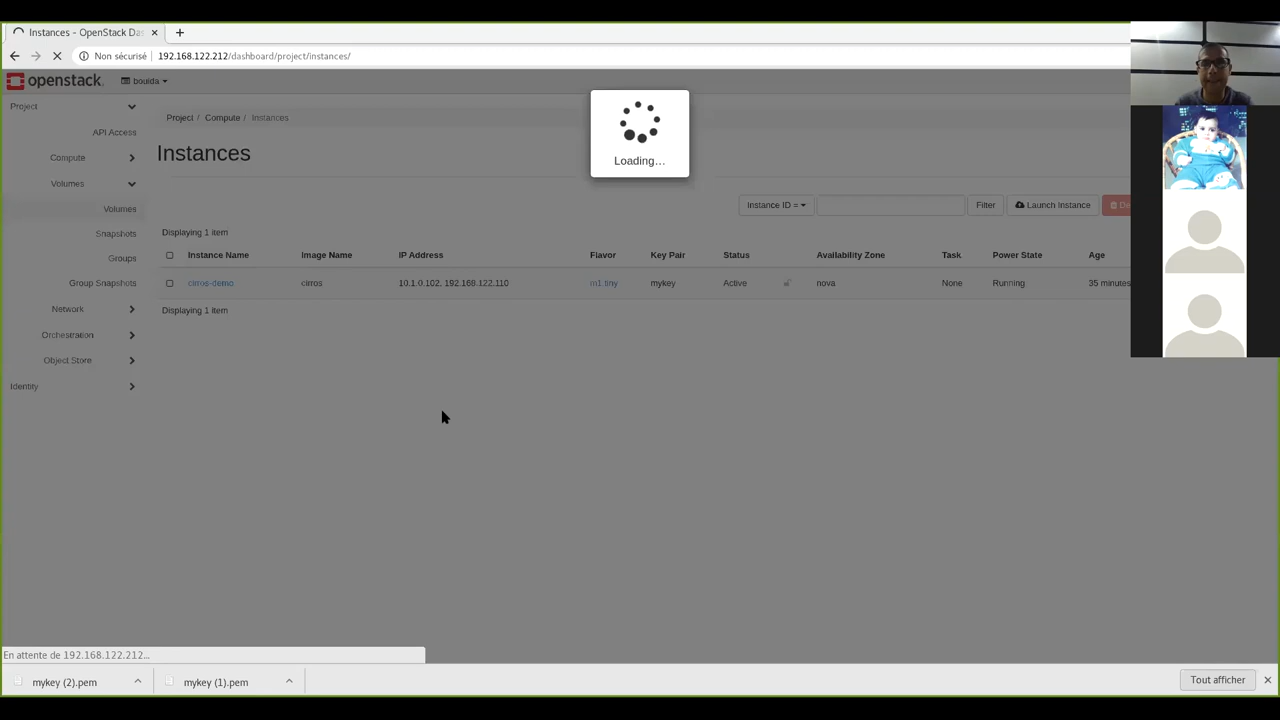 Instances - OpenStack Da
Non sécurisé
192.168.122.212/dashboard/project/instances/
openstack.
bouida
Project
API Access
Compute
Volumes
Volumes
Snapshots
Groups
Group Snapshots
Network
Orchestration
Object Store
Identity
Project / Compute / Instances
Instances
Loading...
Instance ID =
Filter
Launch Instance
De
Displaying 1 item
Instance Name Image Name IP Address Flavor Key Pair Status Availability Zone Task Power State Age
cirros-demo cirros 10.1.0.102, 192.168.122.110 m1.tiny mykey Active nova None Running 35 minutes
Displaying 1 item
En attente de 192.168.122.212...
mykey (2).pem
mykey (1).pem
Tout afficher